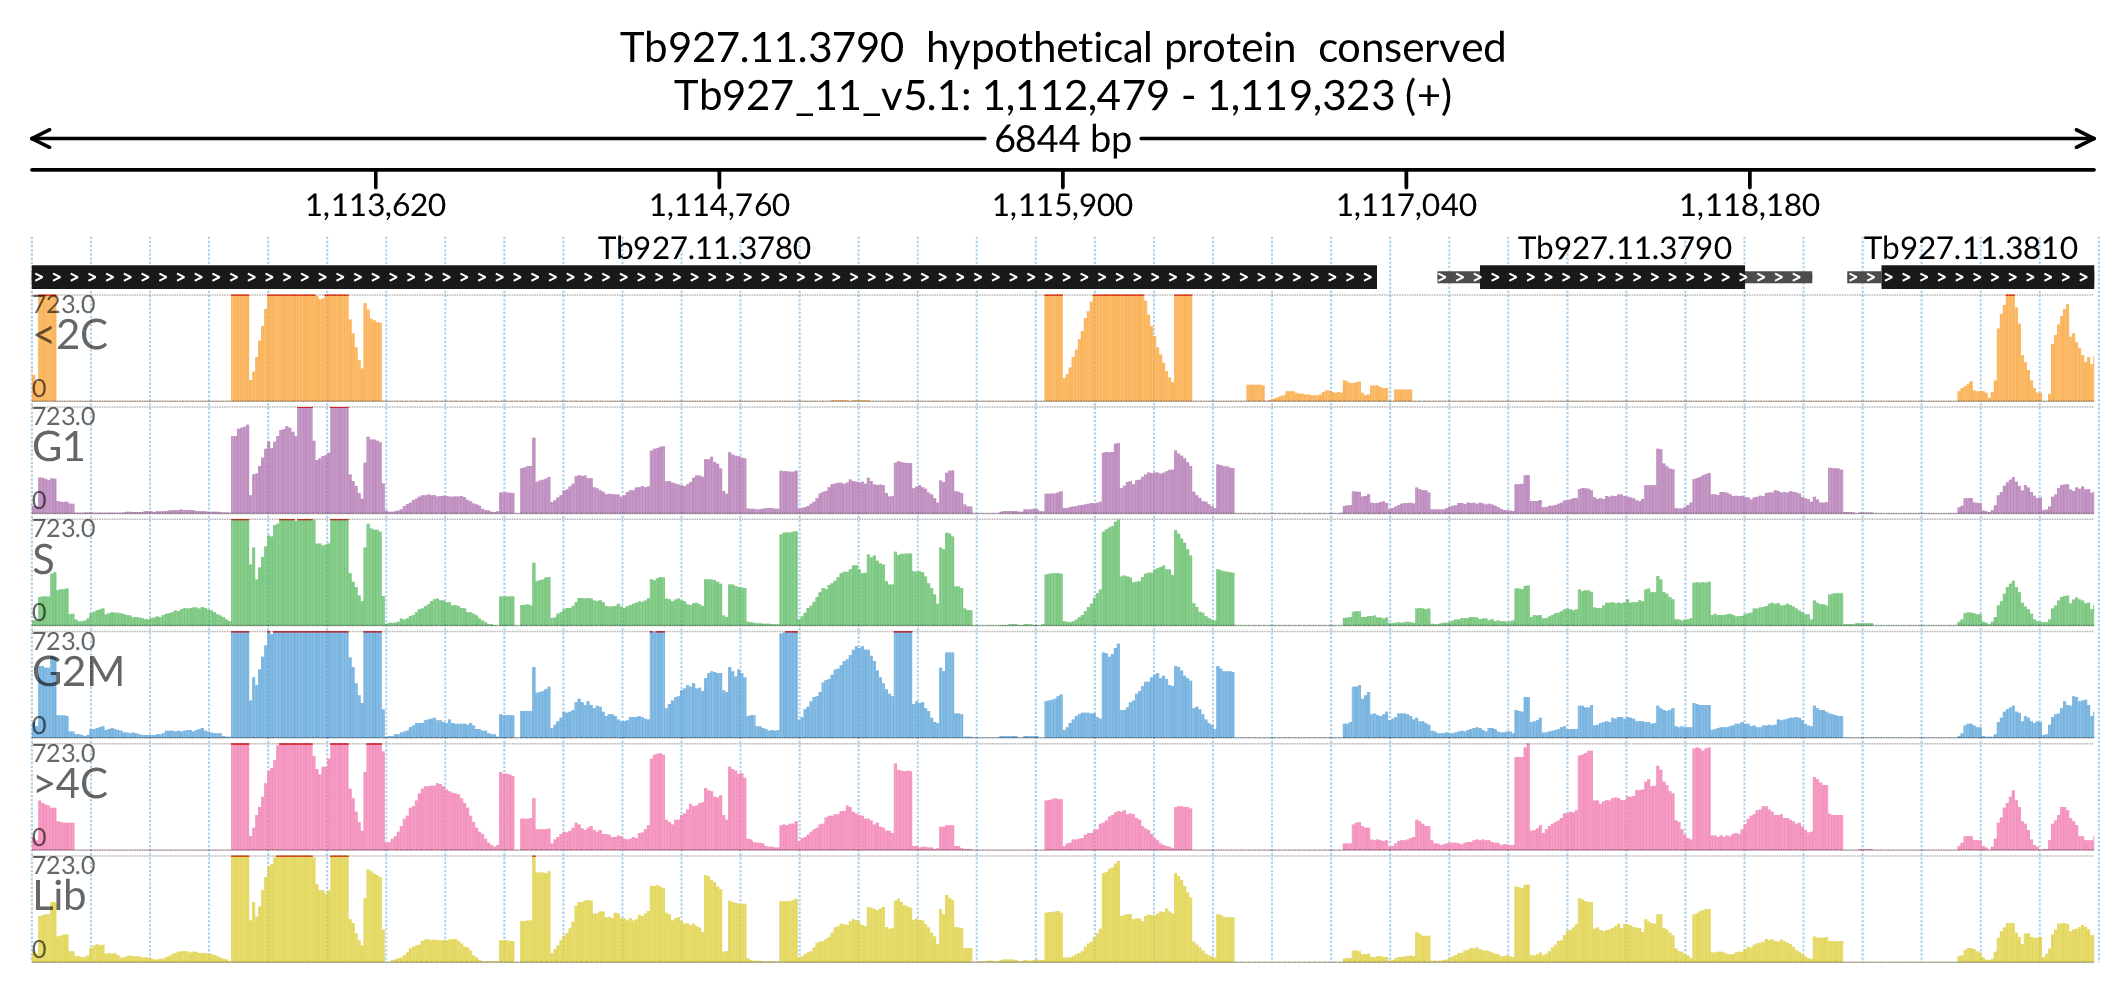 Tb927.11.3790  hypothetical protein  conserved
Tb927_11_v5.1: 1,112,479 - 1,119,323 (+)
6844 bp
1,113,620 1,114,760 1,115,900 1,117,040 1,118,180
Tb927.11.3780 Tb927.11.3790 Tb927.11.3810
723.0
<2C
0
723.0
G1
0
723.0
S
0
723.0
G2M
0
723.0
>4C
0
723.0
Lib
0